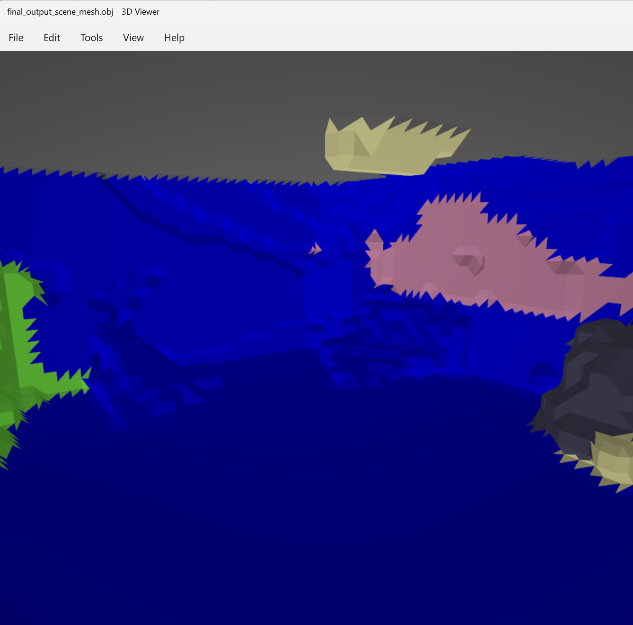 final_output_scene_mesh.obj - 3D Viewer
File Edit Tools View Help